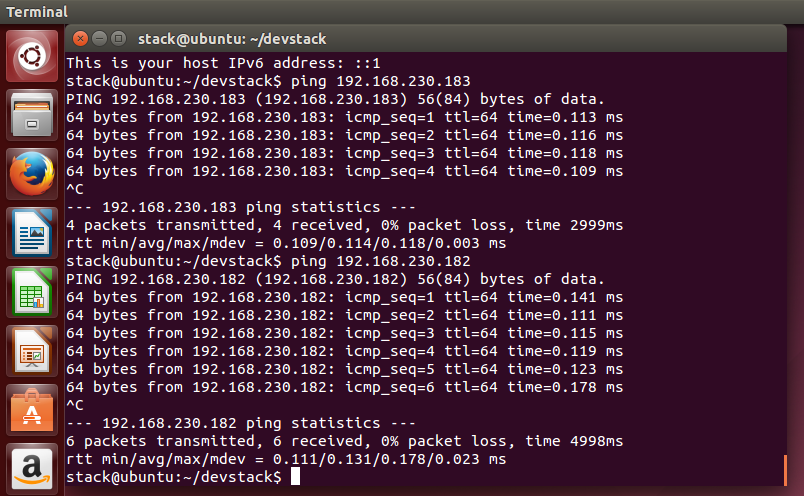 Terminal
stack@ubuntu: ~/devstack
This is your host IPv6 address: ::1
stack@ubuntu:~/devstack$ ping 192.168.230.183
PING 192.168.230.183 (192.168.230.183) 56(84) bytes of data.
64 bytes from 192.168.230.183: icmp_seq=1 ttl=64 time=0.113 ms
64 bytes from 192.168.230.183: icmp_seq=2 ttl=64 time=0.116 ms
64 bytes from 192.168.230.183: icmp_seq=3 ttl=64 time=0.118 ms
64 bytes from 192.168.230.183: icmp_seq=4 ttl=64 time=0.109 ms
^C
--- 192.168.230.183 ping statistics ---
4 packets transmitted, 4 received, 0% packet loss, time 2999ms
rtt min/avg/max/mdev = 0.109/0.114/0.118/0.003 ms
stack@ubuntu:~/devstack$ ping 192.168.230.182
PING 192.168.230.182 (192.168.230.182) 56(84) bytes of data.
64 bytes from 192.168.230.182: icmp_seq=1 ttl=64 time=0.141 ms
64 bytes from 192.168.230.182: icmp_seq=2 ttl=64 time=0.111 ms
64 bytes from 192.168.230.182: icmp_seq=3 ttl=64 time=0.115 ms
64 bytes from 192.168.230.182: icmp_seq=4 ttl=64 time=0.119 ms
64 bytes from 192.168.230.182: icmp_seq=5 ttl=64 time=0.123 ms
64 bytes from 192.168.230.182: icmp_seq=6 ttl=64 time=0.178 ms
^C
--- 192.168.230.182 ping statistics ---
6 packets transmitted, 6 received, 0% packet loss, time 4998ms
rtt min/avg/max/mdev = 0.111/0.131/0.178/0.023 ms
stack@ubuntu:~/devstack$